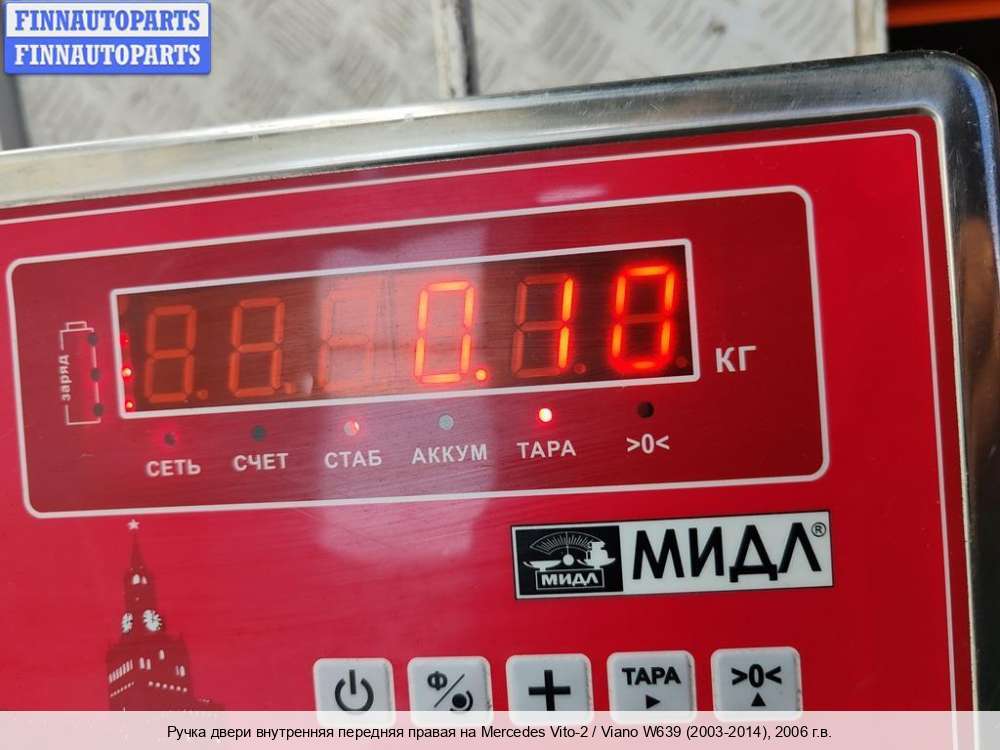 FINNAUTOPARTS
FINNAUTOPARTS
заряд
0.10
КГ
СЕТЬ СЧЕТ СТАБ АККУМ ТАРА >0<
МИДЛ МИДЛ®
Ф ТАРА >0<
Ручка двери внутренняя передняя правая на Mercedes Vito-2 / Viano W639 (2003-2014), 2006 г.в.